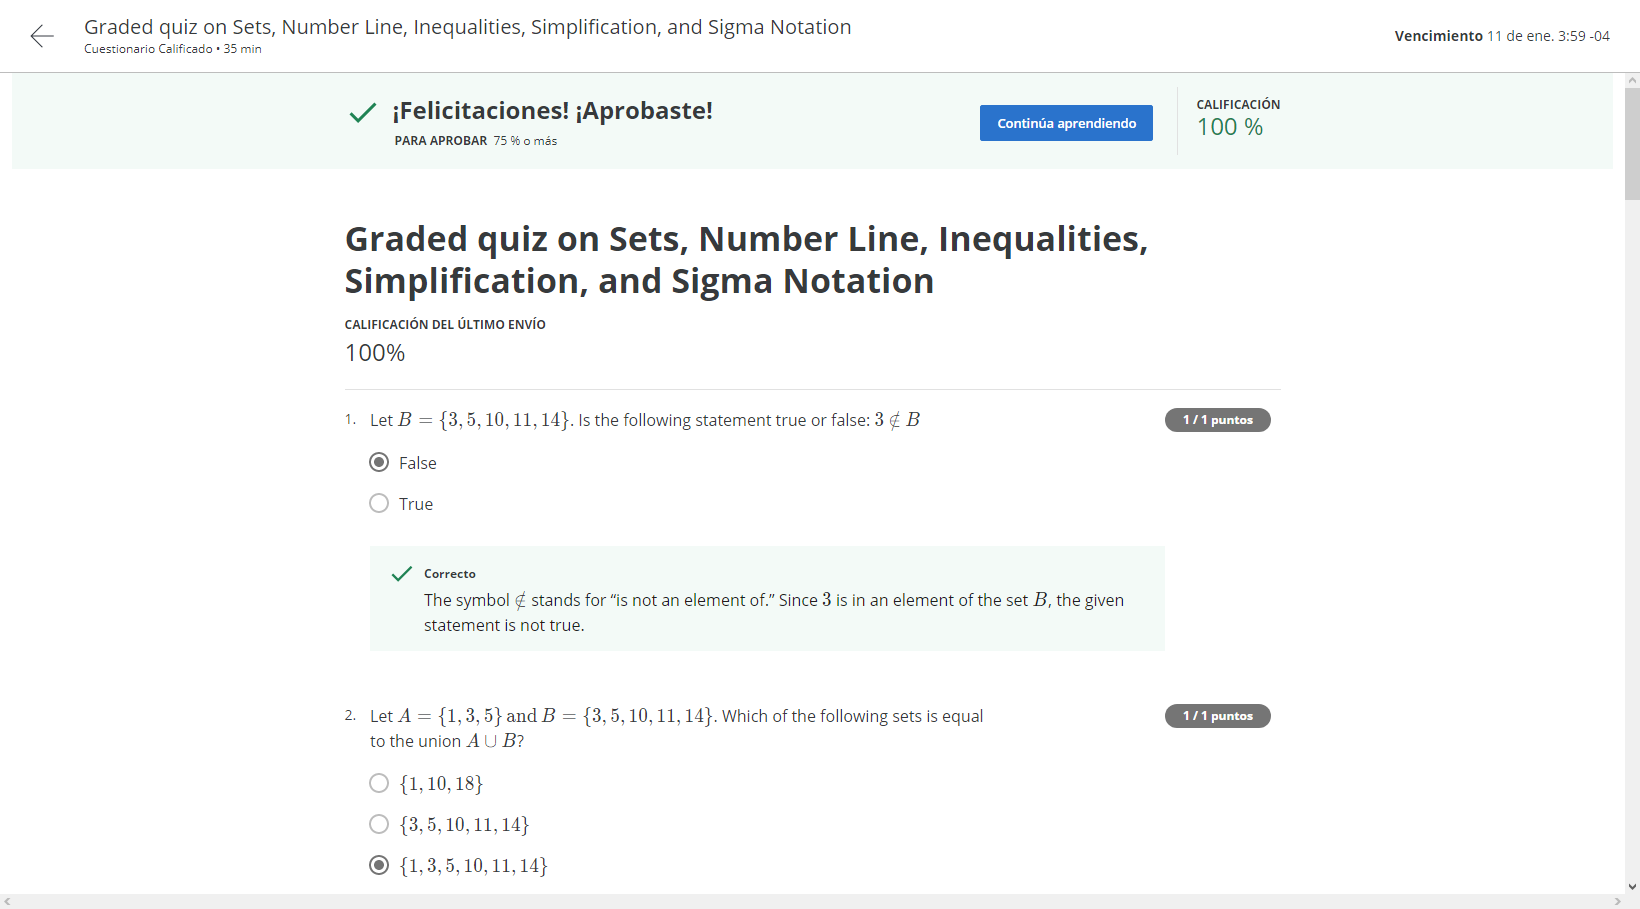 Graded quiz on Sets, Number Line, Inequalities, Simplification, and Sigma Notation
Cuestionario Calificado • 35 min
Vencimiento 11 de ene. 3:59 -04
¡Felicitaciones! ¡Aprobaste!
PARA APROBAR 75 % o más
Continúa aprendiendo
CALIFICACIÓN
100 %
Graded quiz on Sets, Number Line, Inequalities,
Simplification, and Sigma Notation
CALIFICACIÓN DEL ÚLTIMO ENVÍO
100%
1. Let B = {3, 5, 10, 11, 14}. Is the following statement true or false: 3 ∉ B
1 / 1 puntos
False
True
Correcto
The symbol ∉ stands for “is not an element of.” Since 3 is in an element of the set B, the given
statement is not true.
2. Let A = {1, 3, 5} and B = {3, 5, 10, 11, 14}. Which of the following sets is equal
to the union A ∪ B?
1 / 1 puntos
{1, 10, 18}
{3, 5, 10, 11, 14}
{1, 3, 5, 10, 11, 14}